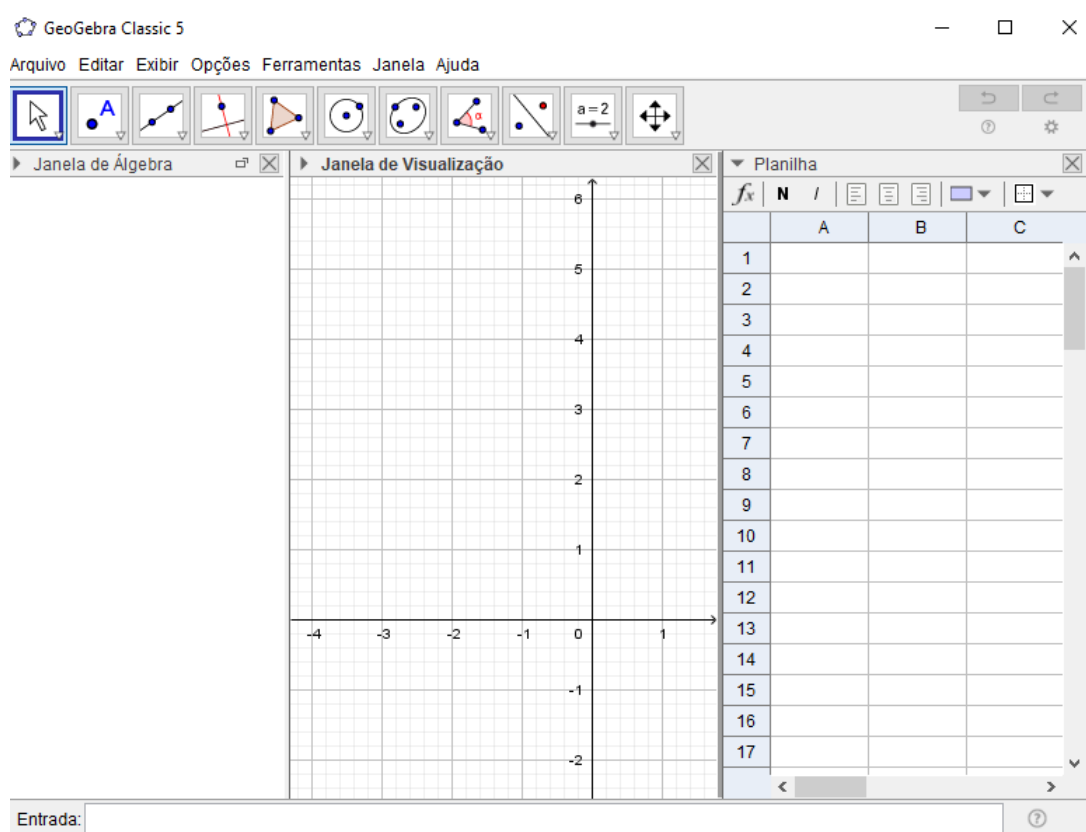 GeoGebra Classic 5
Arquivo Editar Exibir Opções Ferramentas Janela Ajuda
A
α
a=2
Janela de Álgebra
Janela de Visualização
Planilha
fx N I
A B C
6
5
4
3
2
1
-4 -3 -2 -1 0 1
-1
-2
1
2
3
4
5
6
7
8
9
10
11
12
13
14
15
16
17
Entrada: